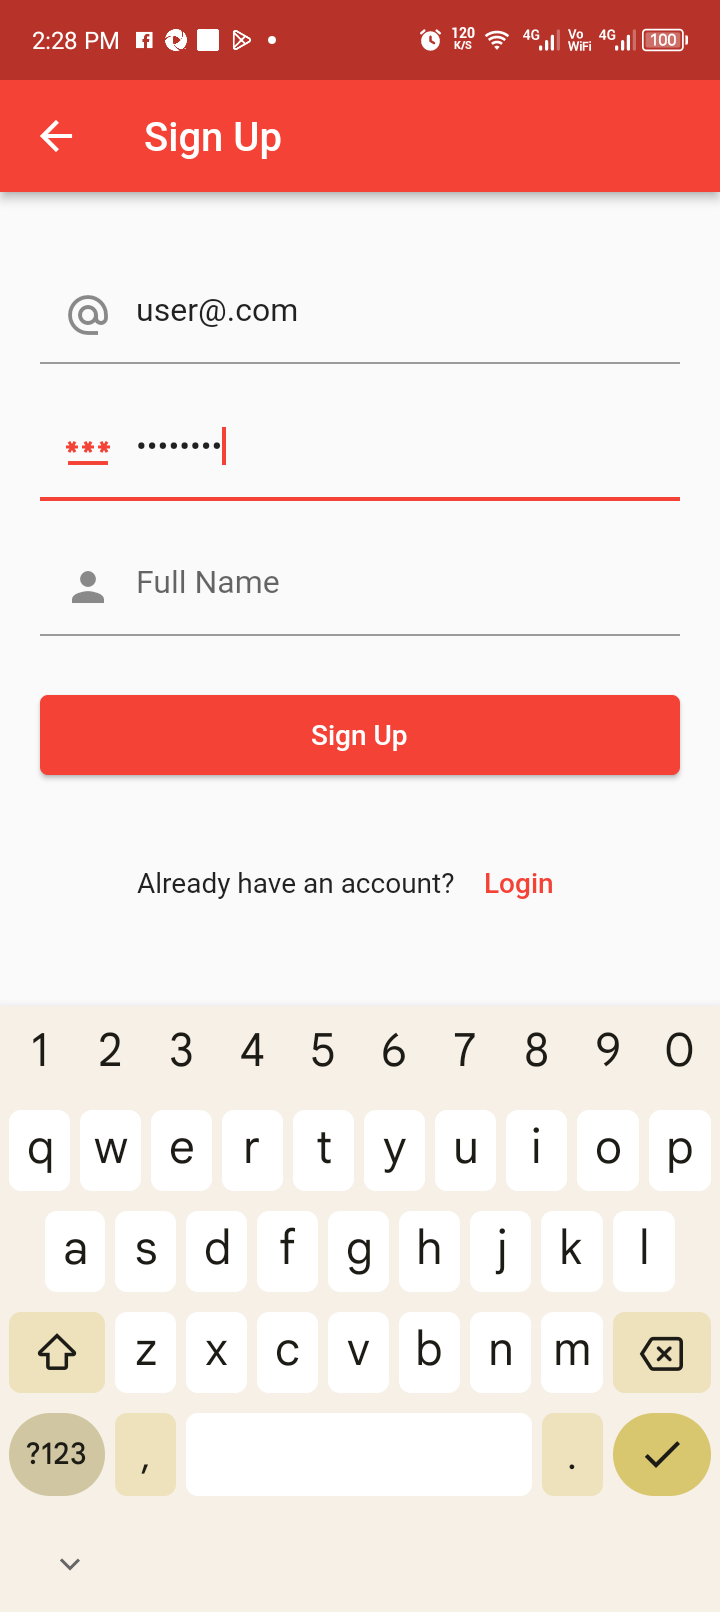 2:28 PM 120 K/S 4G Vo WiFi 4G 100
Sign Up
user@.com
••••••••
Full Name
Sign Up
Already have an account? Login
1 2 3 4 5 6 7 8 9 0
q w e r t y u i o p
a s d f g h j k l
z x c v b n m
?123 , .